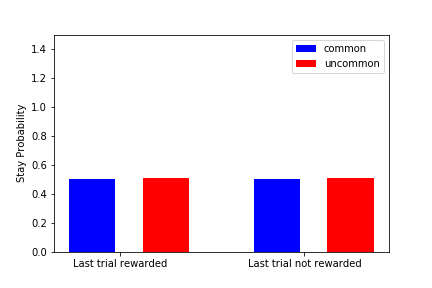 1.4
1.2
1.0
0.8
0.6
0.4
0.2
0.0
Stay Probability
common
uncommon
Last trial rewarded
Last trial not rewarded